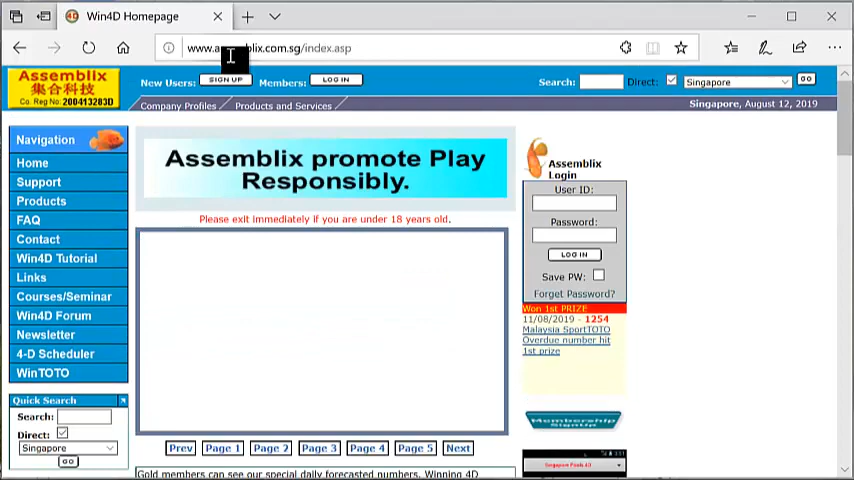 Win4D Homepage
www.assemblix.com.sg/index.asp
Assemblix
集合科技
Co. Reg No: 200413283D
New Users: SIGN UP Members: LOG IN
Search: Direct: Singapore GO
Company Profiles Products and Services
Singapore, August 12, 2019
Navigation
Home
Support
Products
FAQ
Contact
Win4D Tutorial
Links
Courses/Seminar
Win4D Forum
Newsletter
4-D Scheduler
WinTOTO
Quick Search
Search:
Direct:
Singapore
GO
Assemblix promote Play
Responsibly.
Please exit immediately if you are under 18 years old.
Prev Page 1 Page 2 Page 3 Page 4 Page 5 Next
Gold members can see our special daily forecasted numbers. Winning 4D
Assemblix
Login
User ID:
Password:
LOG IN
Save PW:
Forget Password?
Won 1st PRIZE
11/08/2019 - 1254
Malaysia SportTOTO
Overdue number hit
1st prize
Membership
SignUp
Singapore Pools 4D